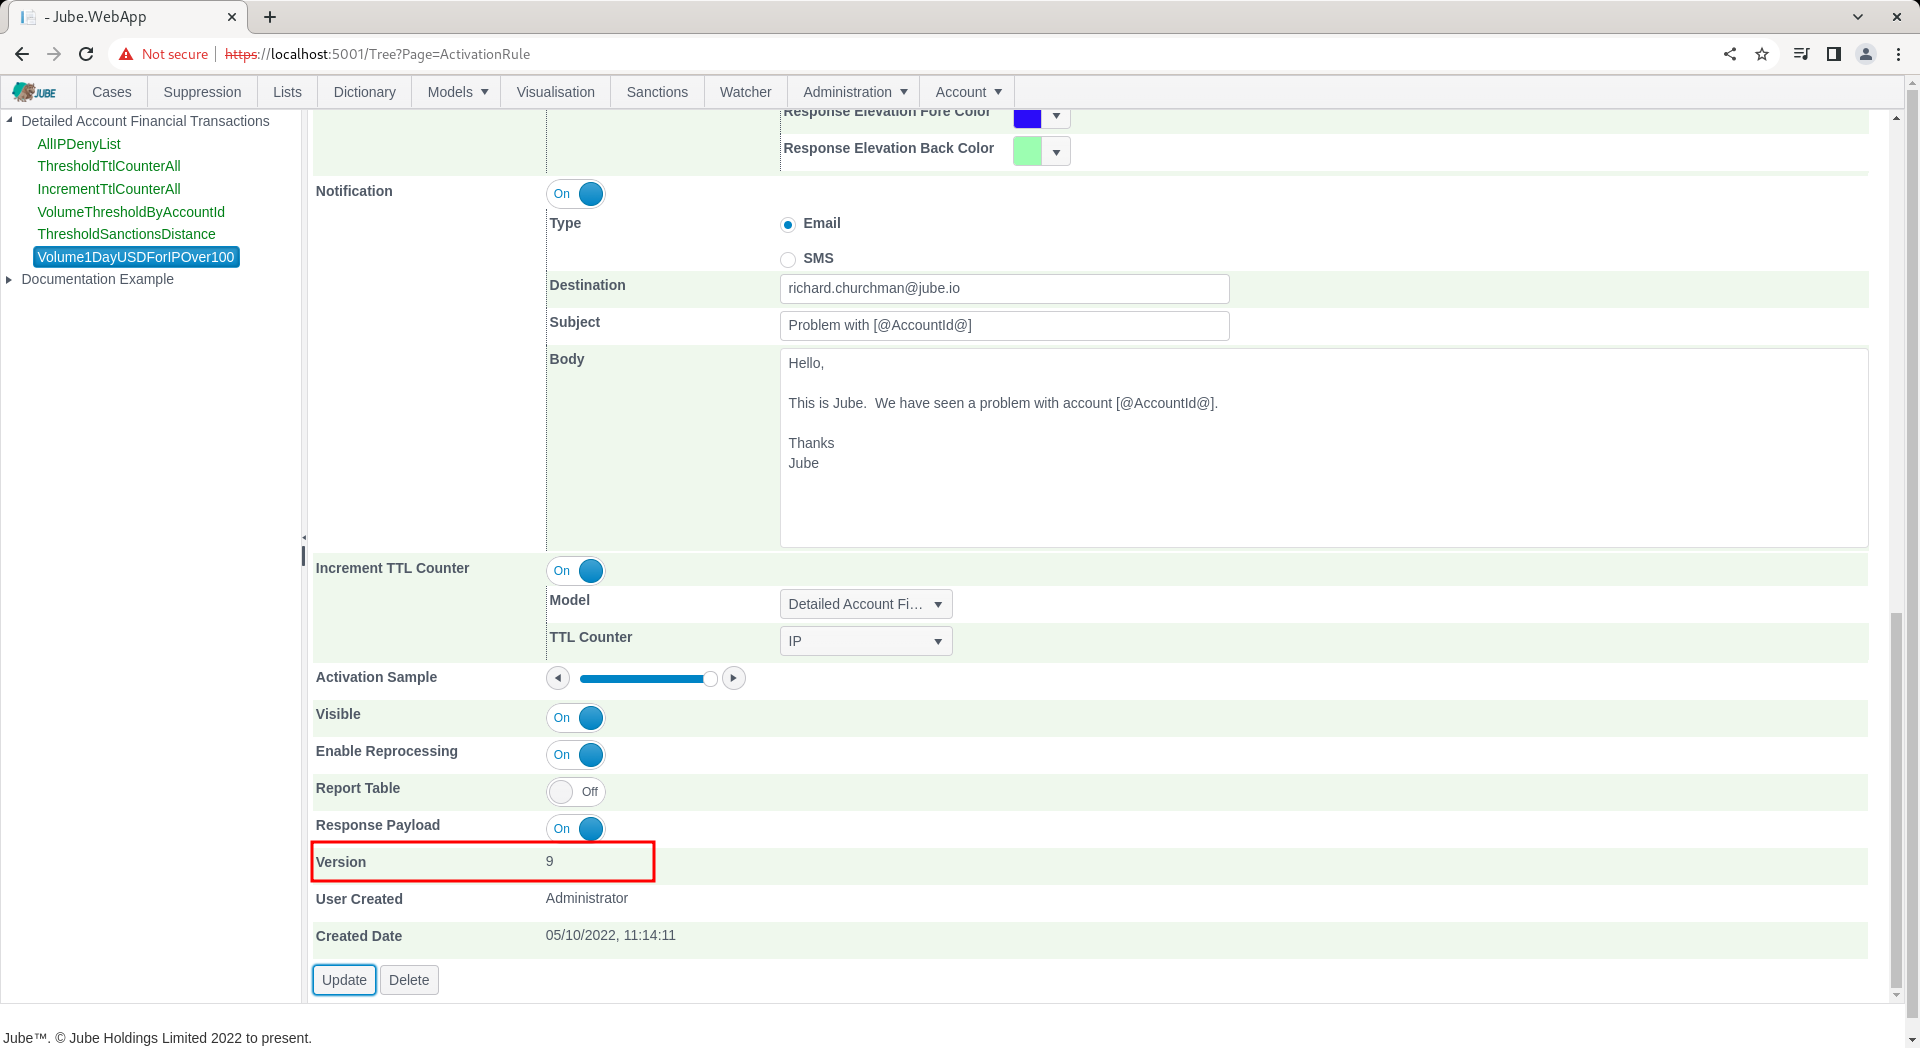 - Jube.WebApp
Not secure https://localhost:5001/Tree?Page=ActivationRule
JUBE Cases Suppression Lists Dictionary Models Visualisation Sanctions Watcher Administration Account
Detailed Account Financial Transactions
AllIPDenyList
ThresholdTtlCounterAll
IncrementTtlCounterAll
VolumeThresholdByAccountId
ThresholdSanctionsDistance
Volume1DayUSDForIPOver100
Documentation Example
Response Elevation Fore Color
Response Elevation Back Color
Notification On
Type Email
SMS
Destination richard.churchman@jube.io
Subject Problem with [@AccountId@]
Body Hello,
This is Jube.  We have seen a problem with account [@AccountId@].
Thanks
Jube
Increment TTL Counter On
Model Detailed Account Fi...
TTL Counter IP
Activation Sample
Visible On
Enable Reprocessing On
Report Table Off
Response Payload On
Version 9
User Created Administrator
Created Date 05/10/2022, 11:14:11
Update Delete
Jube™. © Jube Holdings Limited 2022 to present.